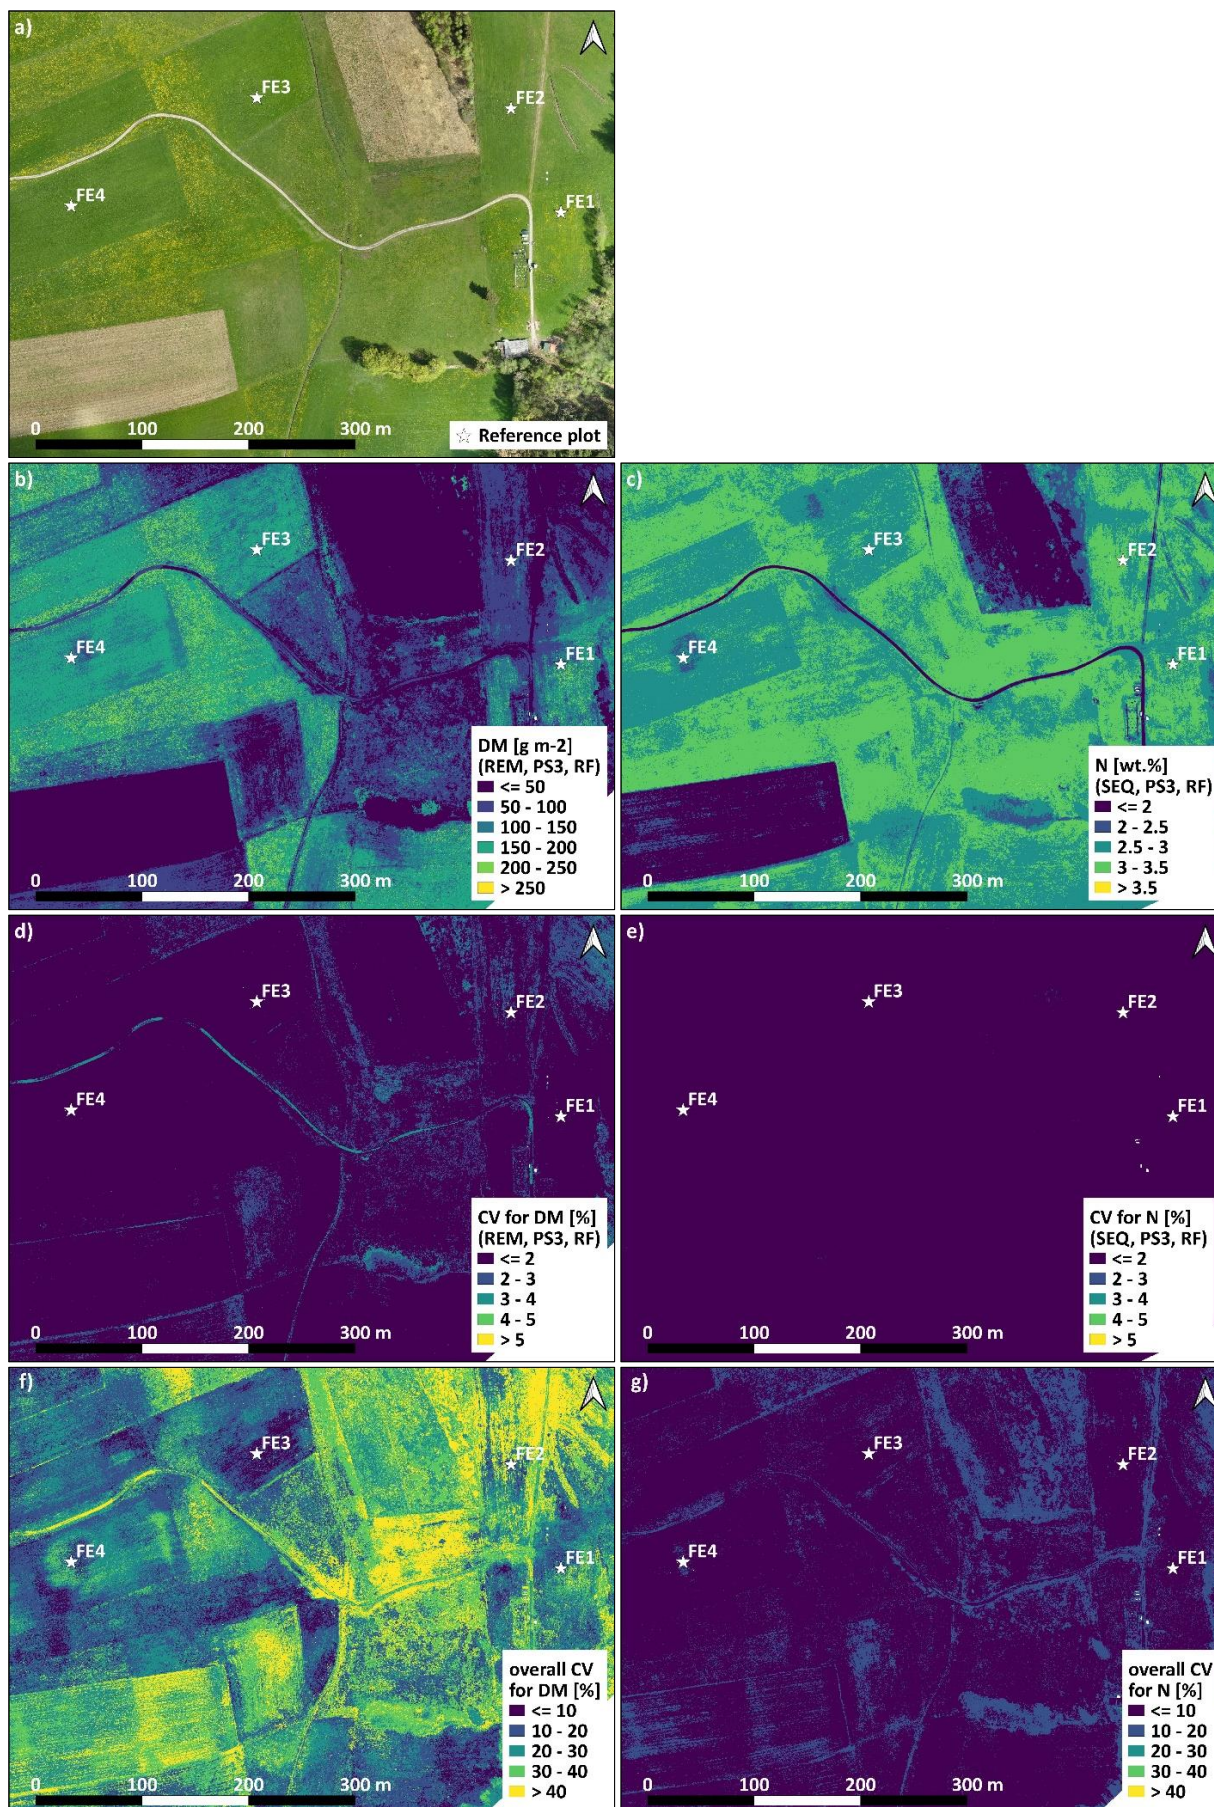 a)
FE3
FE2
FE4
FE1
0 100 200 300 m
Reference plot
b)
FE3
FE2
FE4
FE1
DM [g m-2]
(REM, PS3, RF)
<= 50
50 - 100
100 - 150
150 - 200
200 - 250
> 250
0 100 200 300 m
c)
FE3
FE2
FE4
FE1
N [wt.%]
(SEQ, PS3, RF)
<= 2
2 - 2.5
2.5 - 3
3 - 3.5
> 3.5
0 100 200 300 m
d)
FE3
FE2
FE4
FE1
CV for DM [%]
(REM, PS3, RF)
<= 2
2 - 3
3 - 4
4 - 5
> 5
0 100 200 300 m
e)
FE3
FE2
FE4
FE1
CV for N [%]
(SEQ, PS3, RF)
<= 2
2 - 3
3 - 4
4 - 5
> 5
0 100 200 300 m
f)
FE3
FE2
FE4
FE1
overall CV
for DM [%]
<= 10
10 - 20
20 - 30
30 - 40
> 40
0 100 200 300 m
g)
FE3
FE2
FE4
FE1
overall CV
for N [%]
<= 10
10 - 20
20 - 30
30 - 40
> 40
0 100 200 300 m